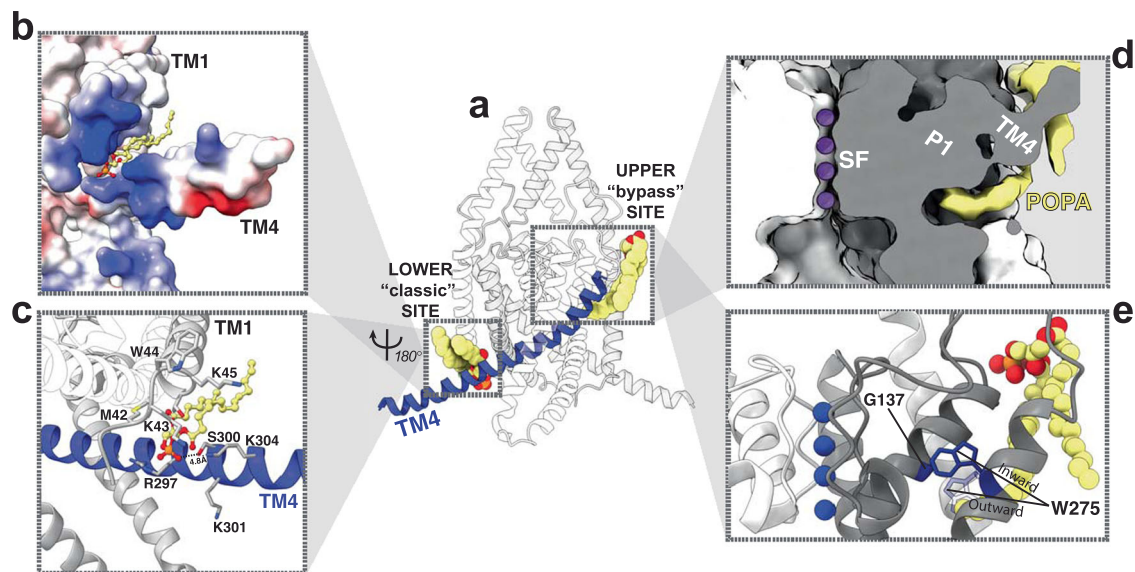 b
TM1
TM4
a
UPPER
"bypass"
SITE
LOWER
"classic"
SITE
180°
TM4
d
SF
P1
TM4
POPA
c
TM1
W44
K45
M42
K43
S300
K304
4.8Å
R297
TM4
K301
e
G137
Inward
Outward
W275